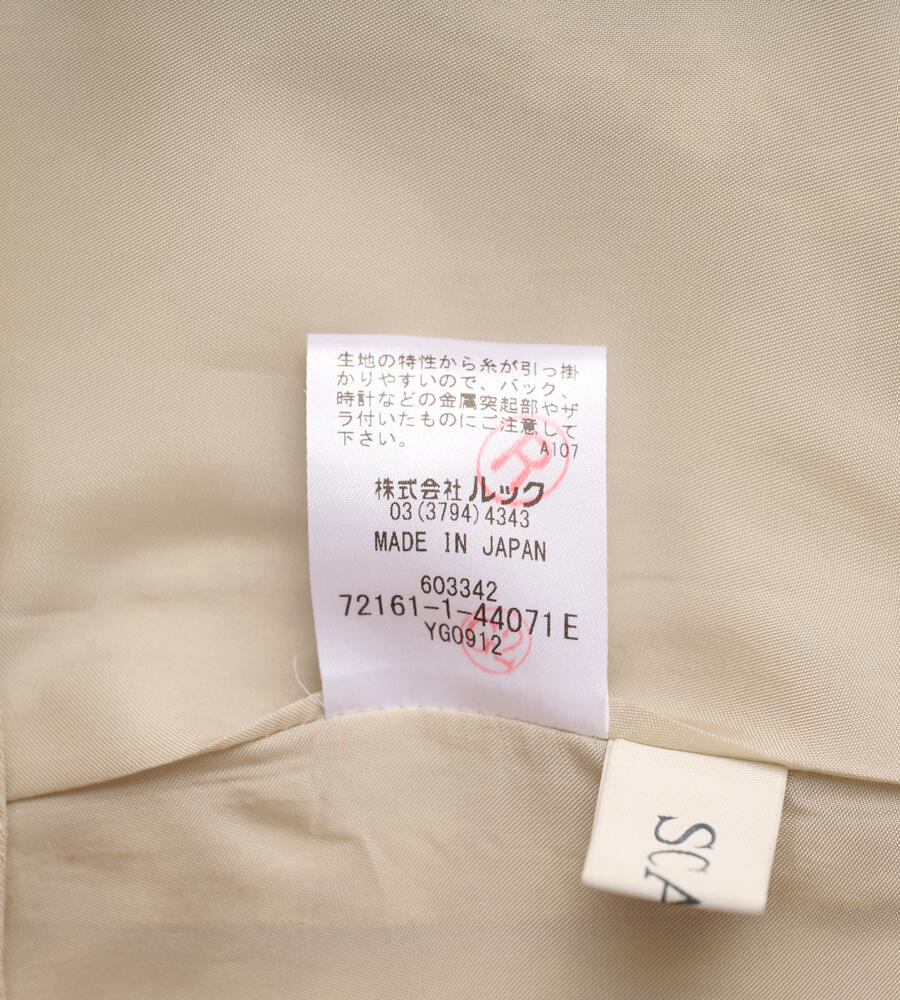 生地の特性から糸が引っ掛
かりやすいので、バック、
時計などの金属突起部やザ
ラ付いたものにご注意して
下さい。
A107
株式会社 ルック
03(3794)4343
MADE IN JAPAN
603342
72161-1-44071E
YG0912
SCA